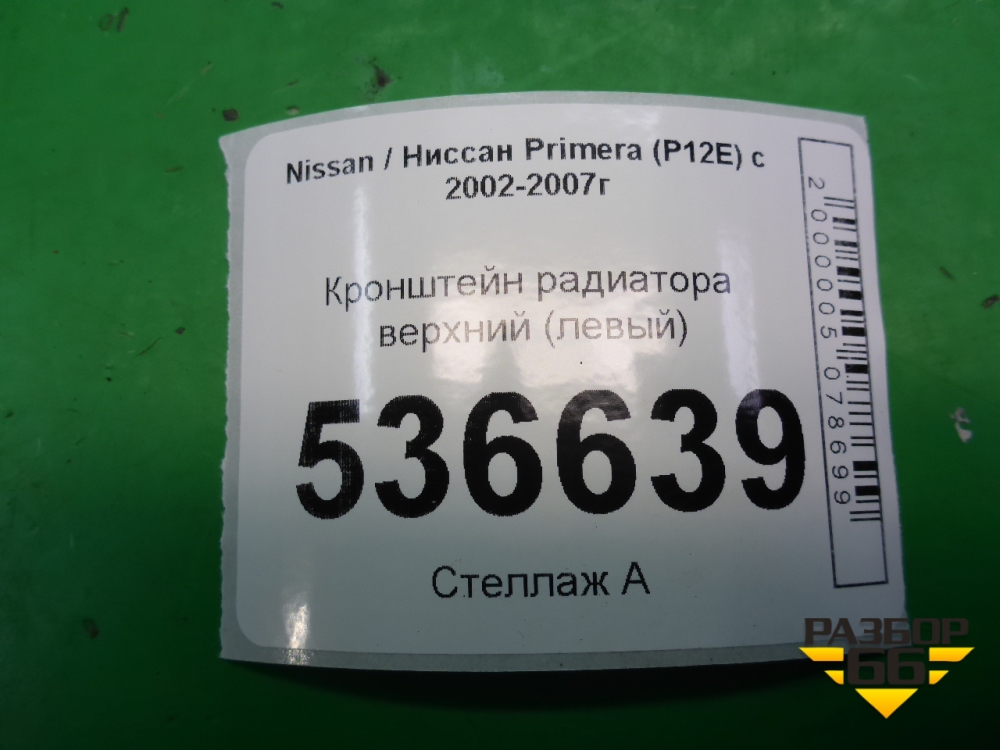 Nissan / Ниссан Primera (P12E) с
2002-2007г
Кронштейн радиатора
верхний (левый)
536639
Стеллаж А
2000005078699
РАЗБОР
66